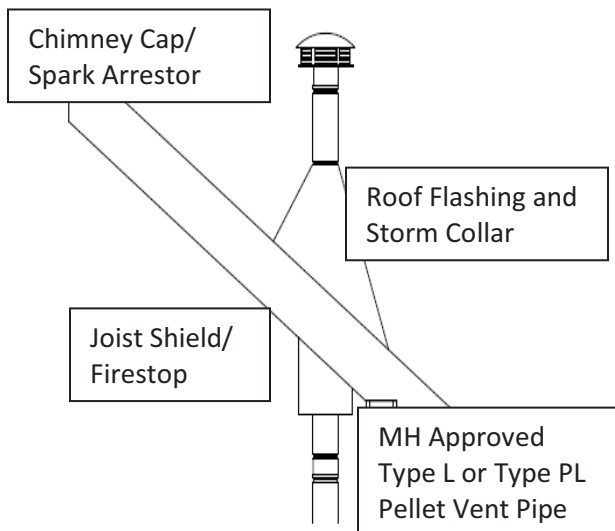 Chimney Cap/
Spark Arrestor
Roof Flashing and
Storm Collar
Joist Shield/
Firestop
MH Approved
Type L or Type PL
Pellet Vent Pipe